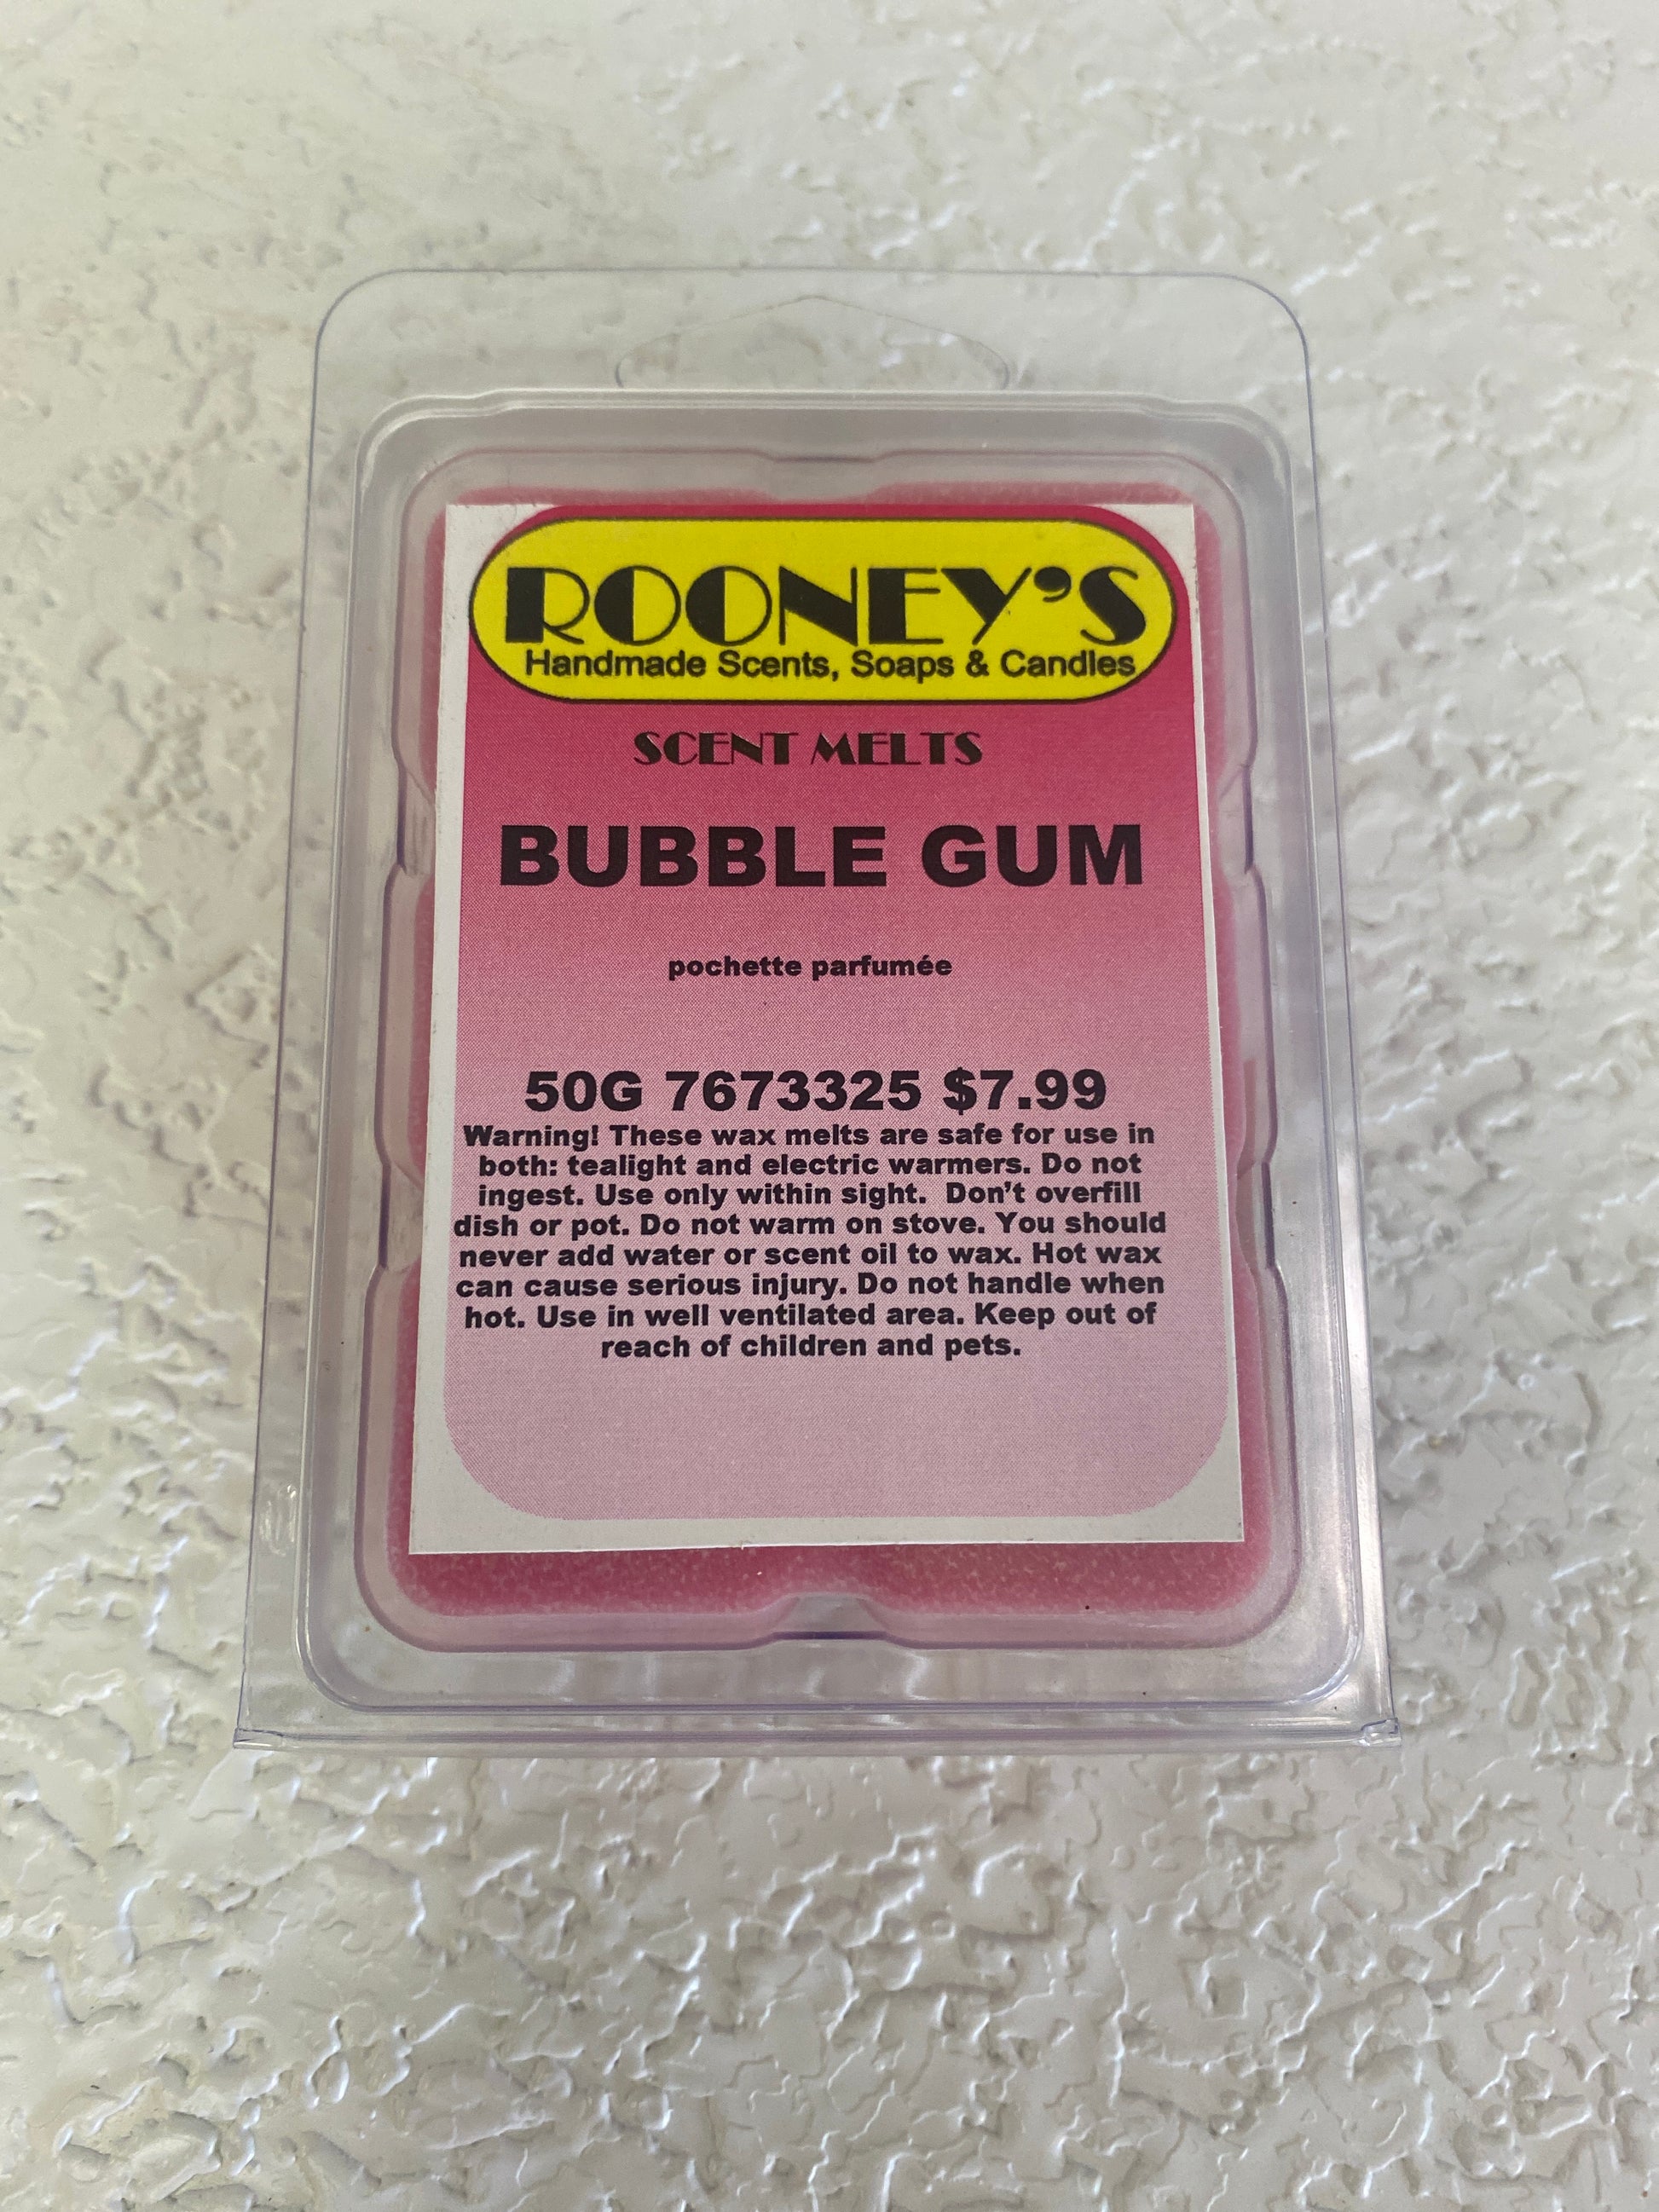 ROONEY'S
Handmade Scents, Soaps & Candles
SCENT MELTS
BUBBLE GUM
pochette parfumée
50G 7673325 $7.99
Warning! These wax melts are safe for use in
both: tealight and electric warmers. Do not
ingest. Use only within sight.  Don't overfill
dish or pot. Do not warm on stove. You should
never add water or scent oil to wax. Hot wax
can cause serious injury. Do not handle when
hot. Use in well ventilated area. Keep out of
reach of children and pets.